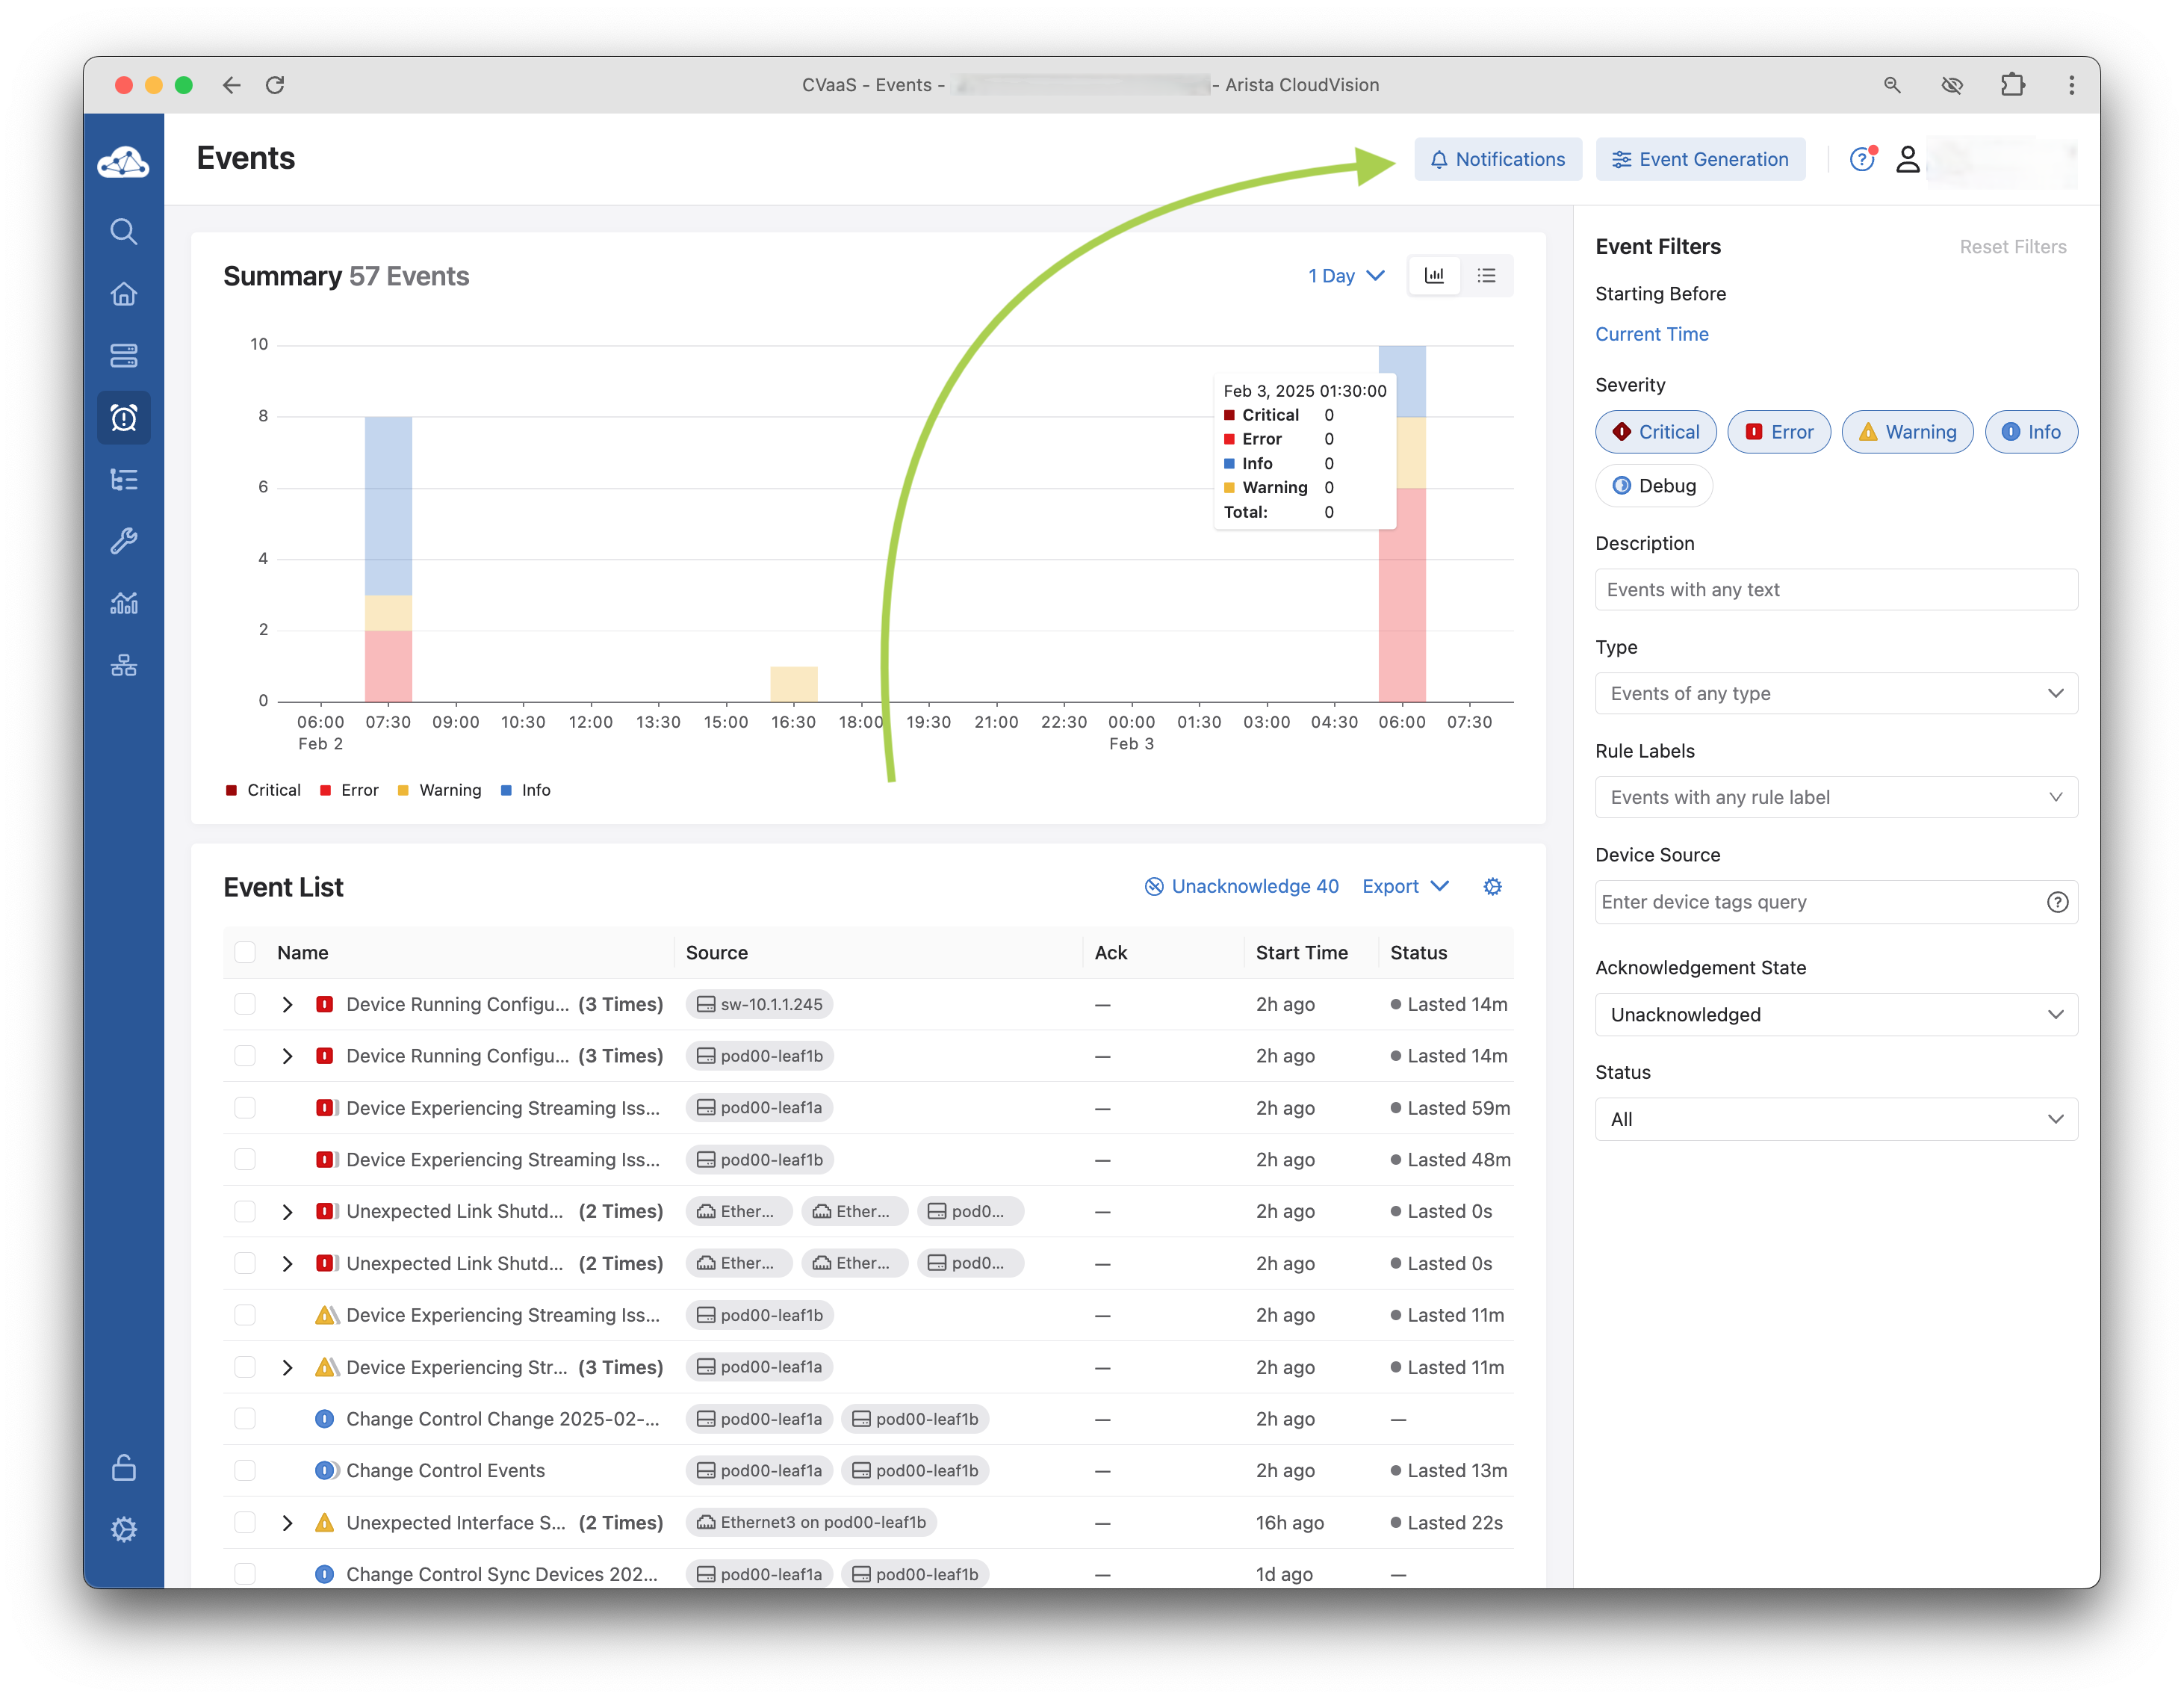 CVaaS - Events - - Arista CloudVision
Events
Notifications
Event Generation
Summary 57 Events
1 Day
10
8
6
4
2
0
06:00 07:30 09:00 10:30 12:00 13:30 15:00 16:30 18:00 19:30 21:00 22:30 00:00 01:30 03:00 04:30 06:00 07:30
Feb 2 Feb 3
Feb 3, 2025 01:30:00
Critical 0
Error 0
Info 0
Warning 0
Total: 0
Critical Error Warning Info
Event List
Unacknowledge 40 Export
Name Source Ack Start Time Status
Device Running Configu... (3 Times) sw-10.1.1.245 — 2h ago Lasted 14m
Device Running Configu... (3 Times) pod00-leaf1b — 2h ago Lasted 14m
Device Experiencing Streaming Iss... pod00-leaf1a — 2h ago Lasted 59m
Device Experiencing Streaming Iss... pod00-leaf1b — 2h ago Lasted 48m
Unexpected Link Shutd... (2 Times) Ether... Ether... pod0... — 2h ago Lasted 0s
Unexpected Link Shutd... (2 Times) Ether... Ether... pod0... — 2h ago Lasted 0s
Device Experiencing Streaming Iss... pod00-leaf1b — 2h ago Lasted 11m
Device Experiencing Str... (3 Times) pod00-leaf1a — 2h ago Lasted 11m
Change Control Change 2025-02-... pod00-leaf1a pod00-leaf1b — 2h ago —
Change Control Events pod00-leaf1a pod00-leaf1b — 2h ago Lasted 13m
Unexpected Interface S... (2 Times) Ethernet3 on pod00-leaf1b — 16h ago Lasted 22s
Change Control Sync Devices 202... pod00-leaf1a pod00-leaf1b — 1d ago —
Event Filters
Reset Filters
Starting Before
Current Time
Severity
Critical Error Warning Info
Debug
Description
Events with any text
Type
Events of any type
Rule Labels
Events with any rule label
Device Source
Enter device tags query
Acknowledgement State
Unacknowledged
Status
All